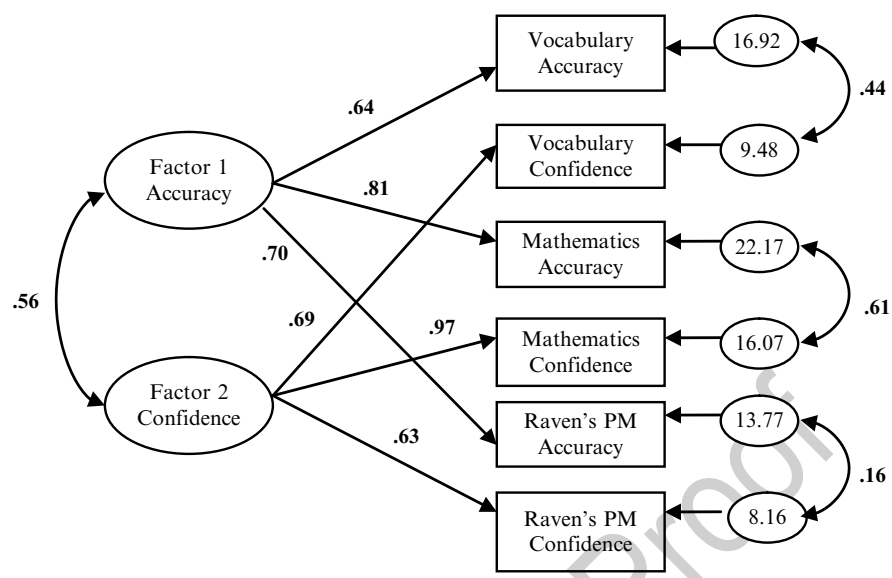 Vocabulary
Accuracy
16.92
.44
.64
Vocabulary
Confidence
9.48
Factor 1
Accuracy
.81
Mathematics
Accuracy
22.17
.70
.56
.69
.97
.61
Mathematics
Confidence
16.07
Factor 2
Confidence
.63
Raven's PM
Accuracy
13.77
.16
Raven's PM
Confidence
8.16
Proof